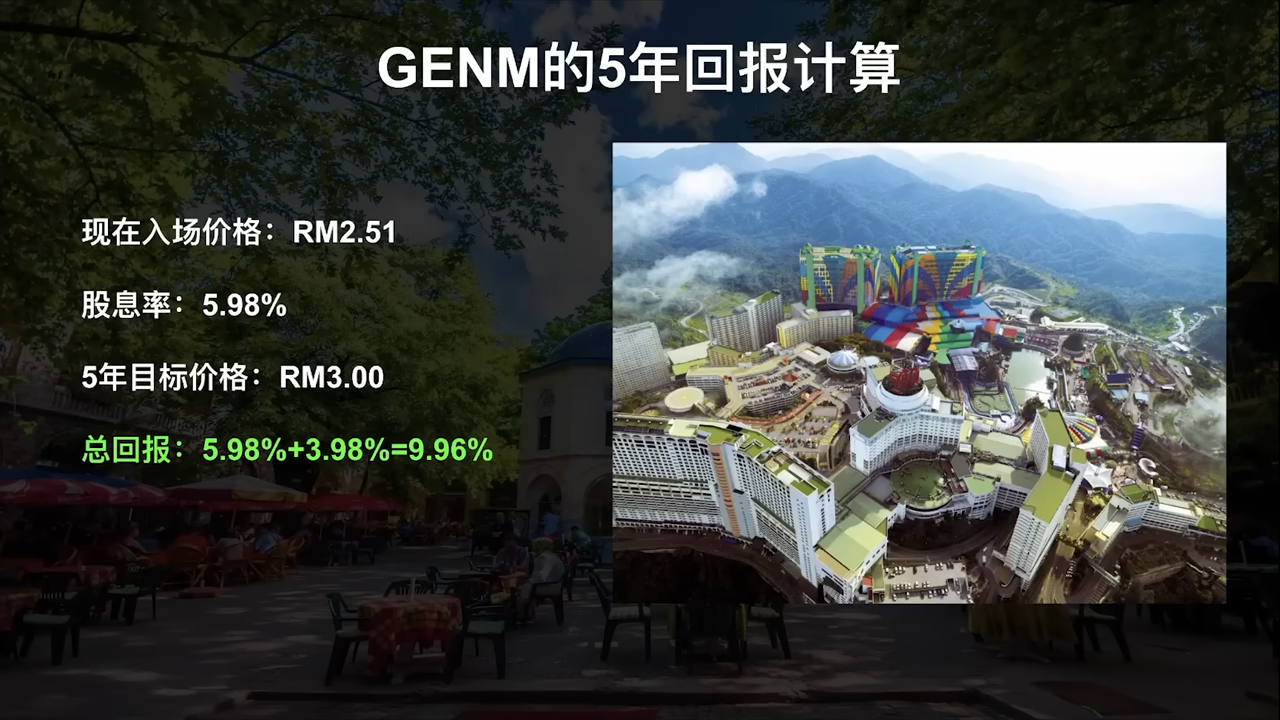 GENM的5年回报计算
现在入场价格：RM2.51
股息率：5.98%
5年目标价格：RM3.00
总回报：5.98%+3.98%=9.96%